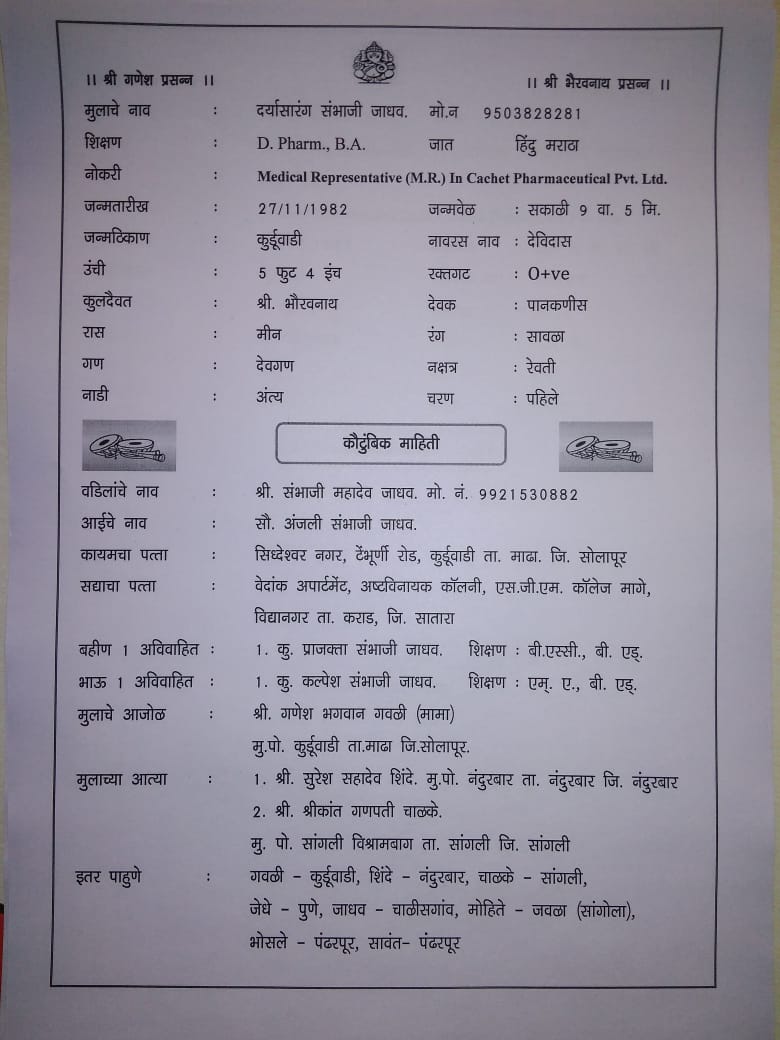 ।। श्री गणेश प्रसन्न ।। ।। श्री भैरवनाथ प्रसन्न ।।
मुलाचे नाव : दर्यासारंग संभाजी जाधव. मो.न 9503828281
शिक्षण : D. Pharm., B.A. जात हिंदु मराठा
नोकरी : Medical Representative (M.R.) In Cachet Pharmaceutical Pvt. Ltd.
जन्मतारीख : 27/11/1982 जन्मवेळ : सकाळी 9 वा. 5 मि.
जन्मठिकाण : कुर्डूवाडी नावरस नाव : देविदास
उंची : 5 फुट 4 इंच रक्तगट : O+ve
कुलदैवत : श्री. भौरवनाथ देवक : पानकणीस
रास : मीन रंग : सावळा
गण : देवगण नक्षत्र : रेवती
नाडी : अंत्य चरण : पहिले
कौटुंबिक माहिती
वडिलांचे नाव : श्री. संभाजी महादेव जाधव. मो. नं. 9921530882
आईचे नाव : सौ. अंजली संभाजी जाधव.
कायमचा पत्ता : सिध्देश्वर नगर, टेंभूर्णी रोड, कुर्डूवाडी ता. माढा. जि. सोलापूर
सद्याचा पत्ता : वेदांक अपार्टमेंट, अष्टविनायक कॉलनी, एस.जी.एम. कॉलेज मागे,
विद्यानगर ता. कराड, जि. सातारा
बहीण 1 अविवाहित : 1. कु. प्राजक्ता संभाजी जाधव. शिक्षण : बी.एस्सी., बी. एड्.
भाऊ 1 अविवाहित : 1. कु. कल्पेश संभाजी जाधव. शिक्षण : एम्. ए., बी. एड्.
मुलाचे आजोळ : श्री. गणेश भगवान गवळी (मामा)
मु.पो. कुर्डूवाडी ता.माढा जि.सोलापूर.
मुलाच्या आत्या : 1. श्री. सुरेश सहादेव शिंदे. मु.पो. नंदुरबार ता. नंदुरबार जि. नंदुरबार
2. श्री. श्रीकांत गणपती चाळके.
मु. पो. सांगली विश्रामबाग ता. सांगली जि. सांगली
इतर पाहुणे : गवळी – कुर्डूवाडी, शिंदे – नंदुरबार, चाळके – सांगली,
जेधे – पुणे, जाधव – चाळीसगांव, मोहिते – जवळा (सांगोला),
भोसले – पंढरपूर, सावंत– पंढरपूर